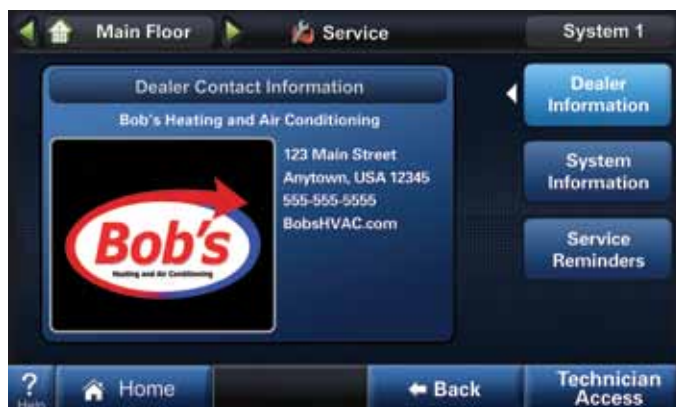 Main Floor
Service
System 1
Dealer Contact Information
Bob's Heating and Air Conditioning
123 Main Street
Anytown, USA 12345
555-555-5555
BobsHVAC.com
Bob's
Heating and Air Conditioning
Dealer
Information
System
Information
Service
Reminders
?
Help
Home
Back
Technician
Access